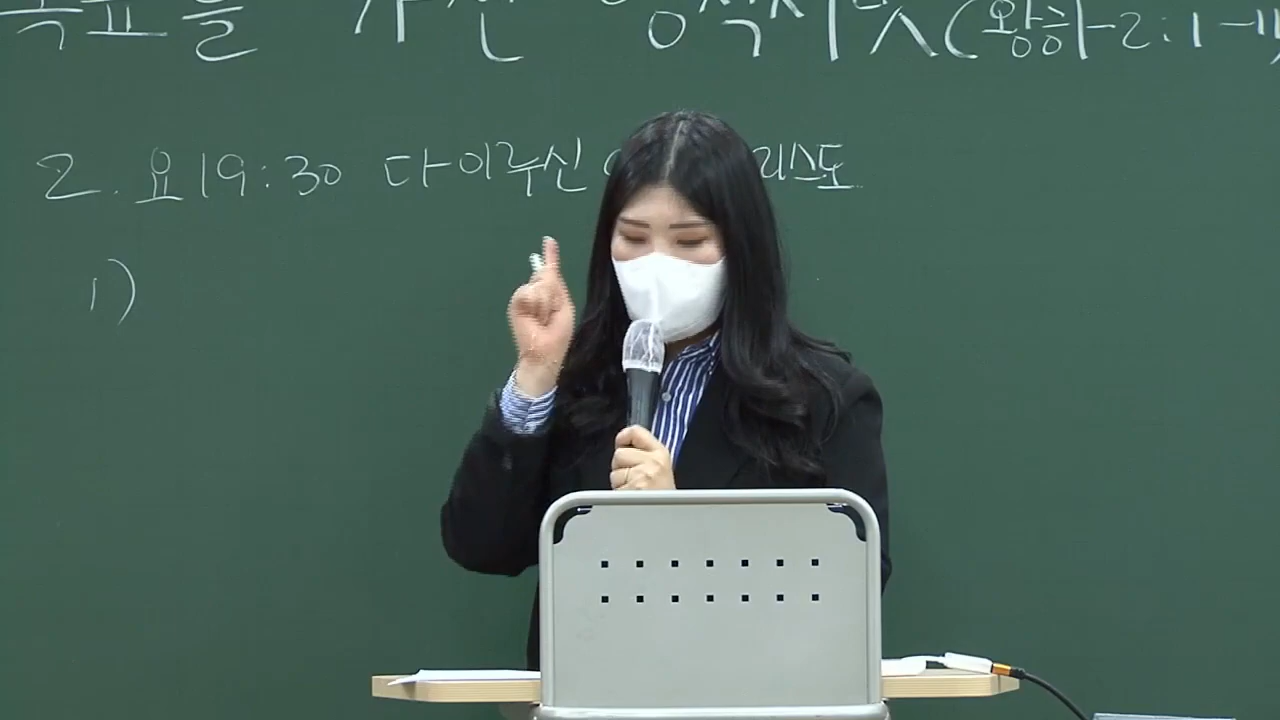 목표를 가진 영적서밋(왕하2:1-11)
2. 요19:30 다이루신 리스도
1)